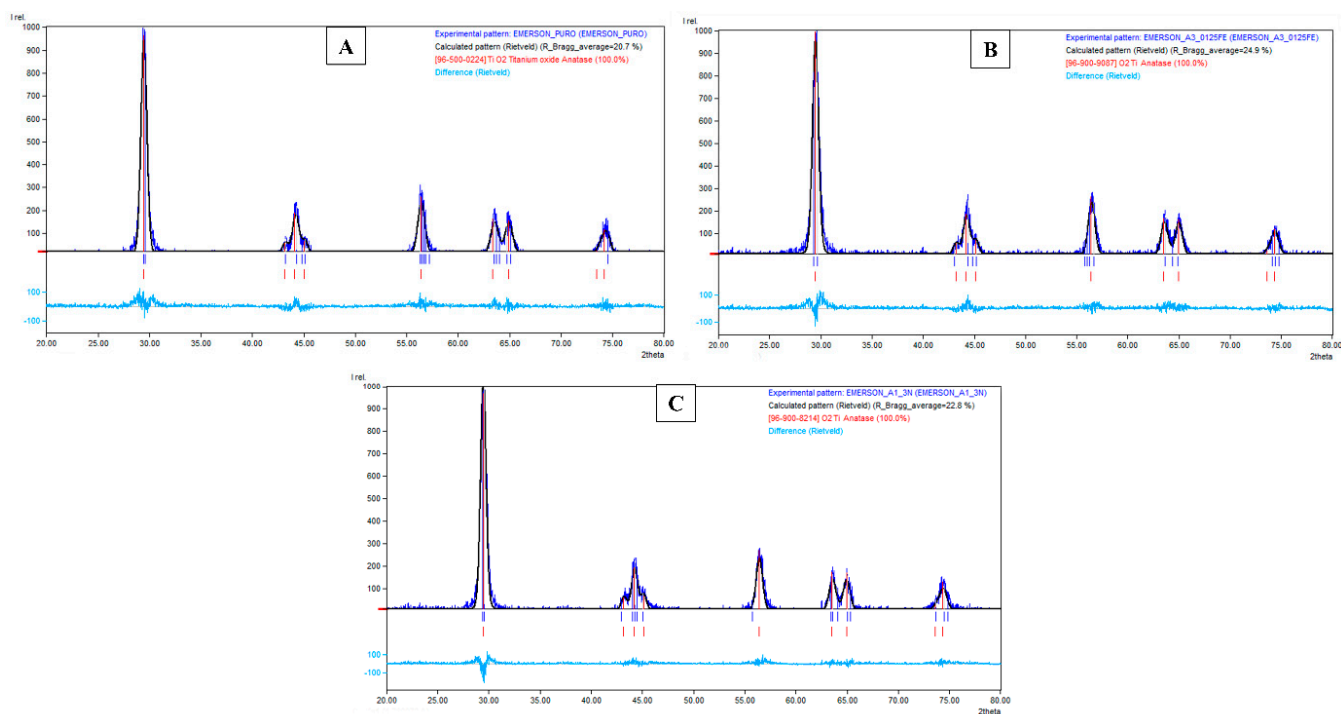 I rel.
A
Experimental pattern: EMERSON_PURO (EMERSON_PURO)
Calculated pattern (Rietveld) (R_Bragg_average=20.7 %)
[96-500-0224] Ti O2 Titanium oxide Anatase (100.0%)
Difference (Rietveld)
1000
900
800
700
600
500
400
300
200
100
100
-100
20.00 30.00 35.00 40.00 45.00 50.00 55.00 60.00 65.00 70.00 75.00 80.00
2theta
I rel.
B
Experimental pattern: EMERSON_A3_0125FE (EMERSON_A3_0125FE)
Calculated pattern (Rietveld) (R_Bragg_average=24.9 %)
[96-900-9087] O2 Ti Anatase (100.0%)
Difference (Rietveld)
1000
900
800
700
600
500
400
300
200
100
0
100
-100
20.00 25.00 30.00 35.00 40.00 45.00 50.00 55.00 60.00 65.00 70.00 75.00 80.00
2theta
I rel.
C
Experimental pattern: EMERSON_A1_3N (EMERSON_A1_3N)
Calculated pattern (Rietveld) (R_Bragg_average=22.8 %)
[96-900-8214] O2 Ti Anatase (100.0%)
Difference (Rietveld)
1000
900
800
700
600
500
400
300
200
100
100
-100
20.00 25.00 30.00 35.00 40.00 45.00 50.00 55.00 60.00 65.00 70.00 75.00 80.00
2theta